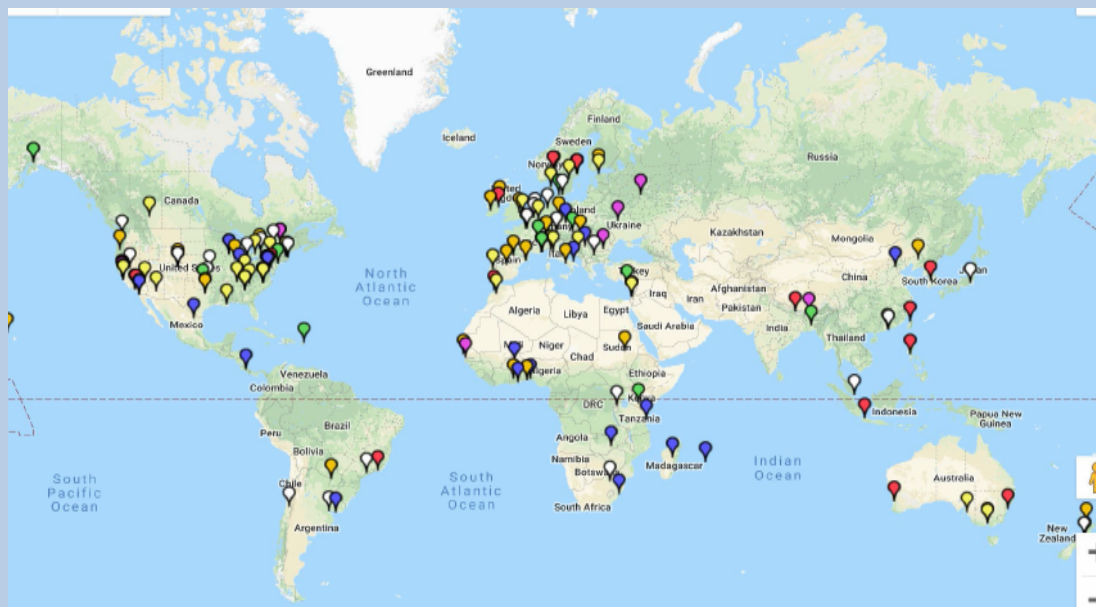 Greenland
Iceland
Finland
Sweden
Russia
Canada
Ukraine
Kazakhstan
Mongolia
North
Atlantic
Ocean
China
South Korea
Afghanistan
Iraq
Iran
Pakistan
Algeria
Libya
Egypt
Saudi Arabia
India
Mexico
Niger
Chad
Sudan
Thailand
Venezuela
Colombia
Ethiopia
DRC
Tanzania
Indonesia
Papua New
Guinea
Peru
Brazil
Angola
Bolivia
Namibia
Madagascar
Indian
Ocean
South
Pacific
Ocean
South
Atlantic
Ocean
Chile
Australia
South Africa
Argentina
New
Zealand